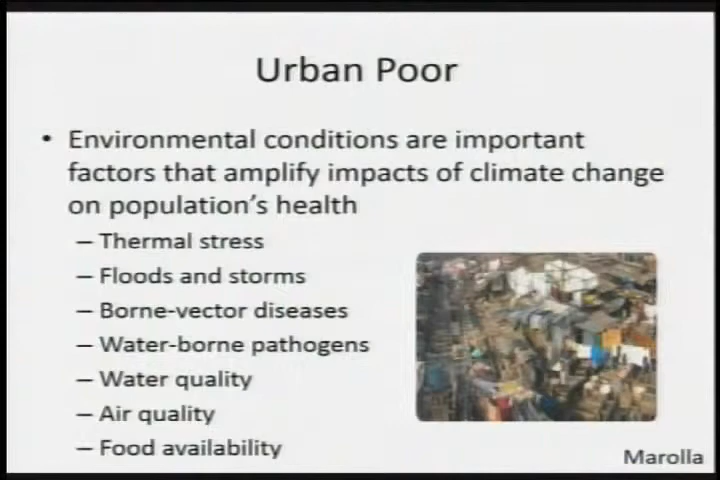 Urban Poor
• Environmental conditions are important
factors that amplify impacts of climate change
on population's health
– Thermal stress
– Floods and storms
– Borne-vector diseases
– Water-borne pathogens
– Water quality
– Air quality
– Food availability
Marolla